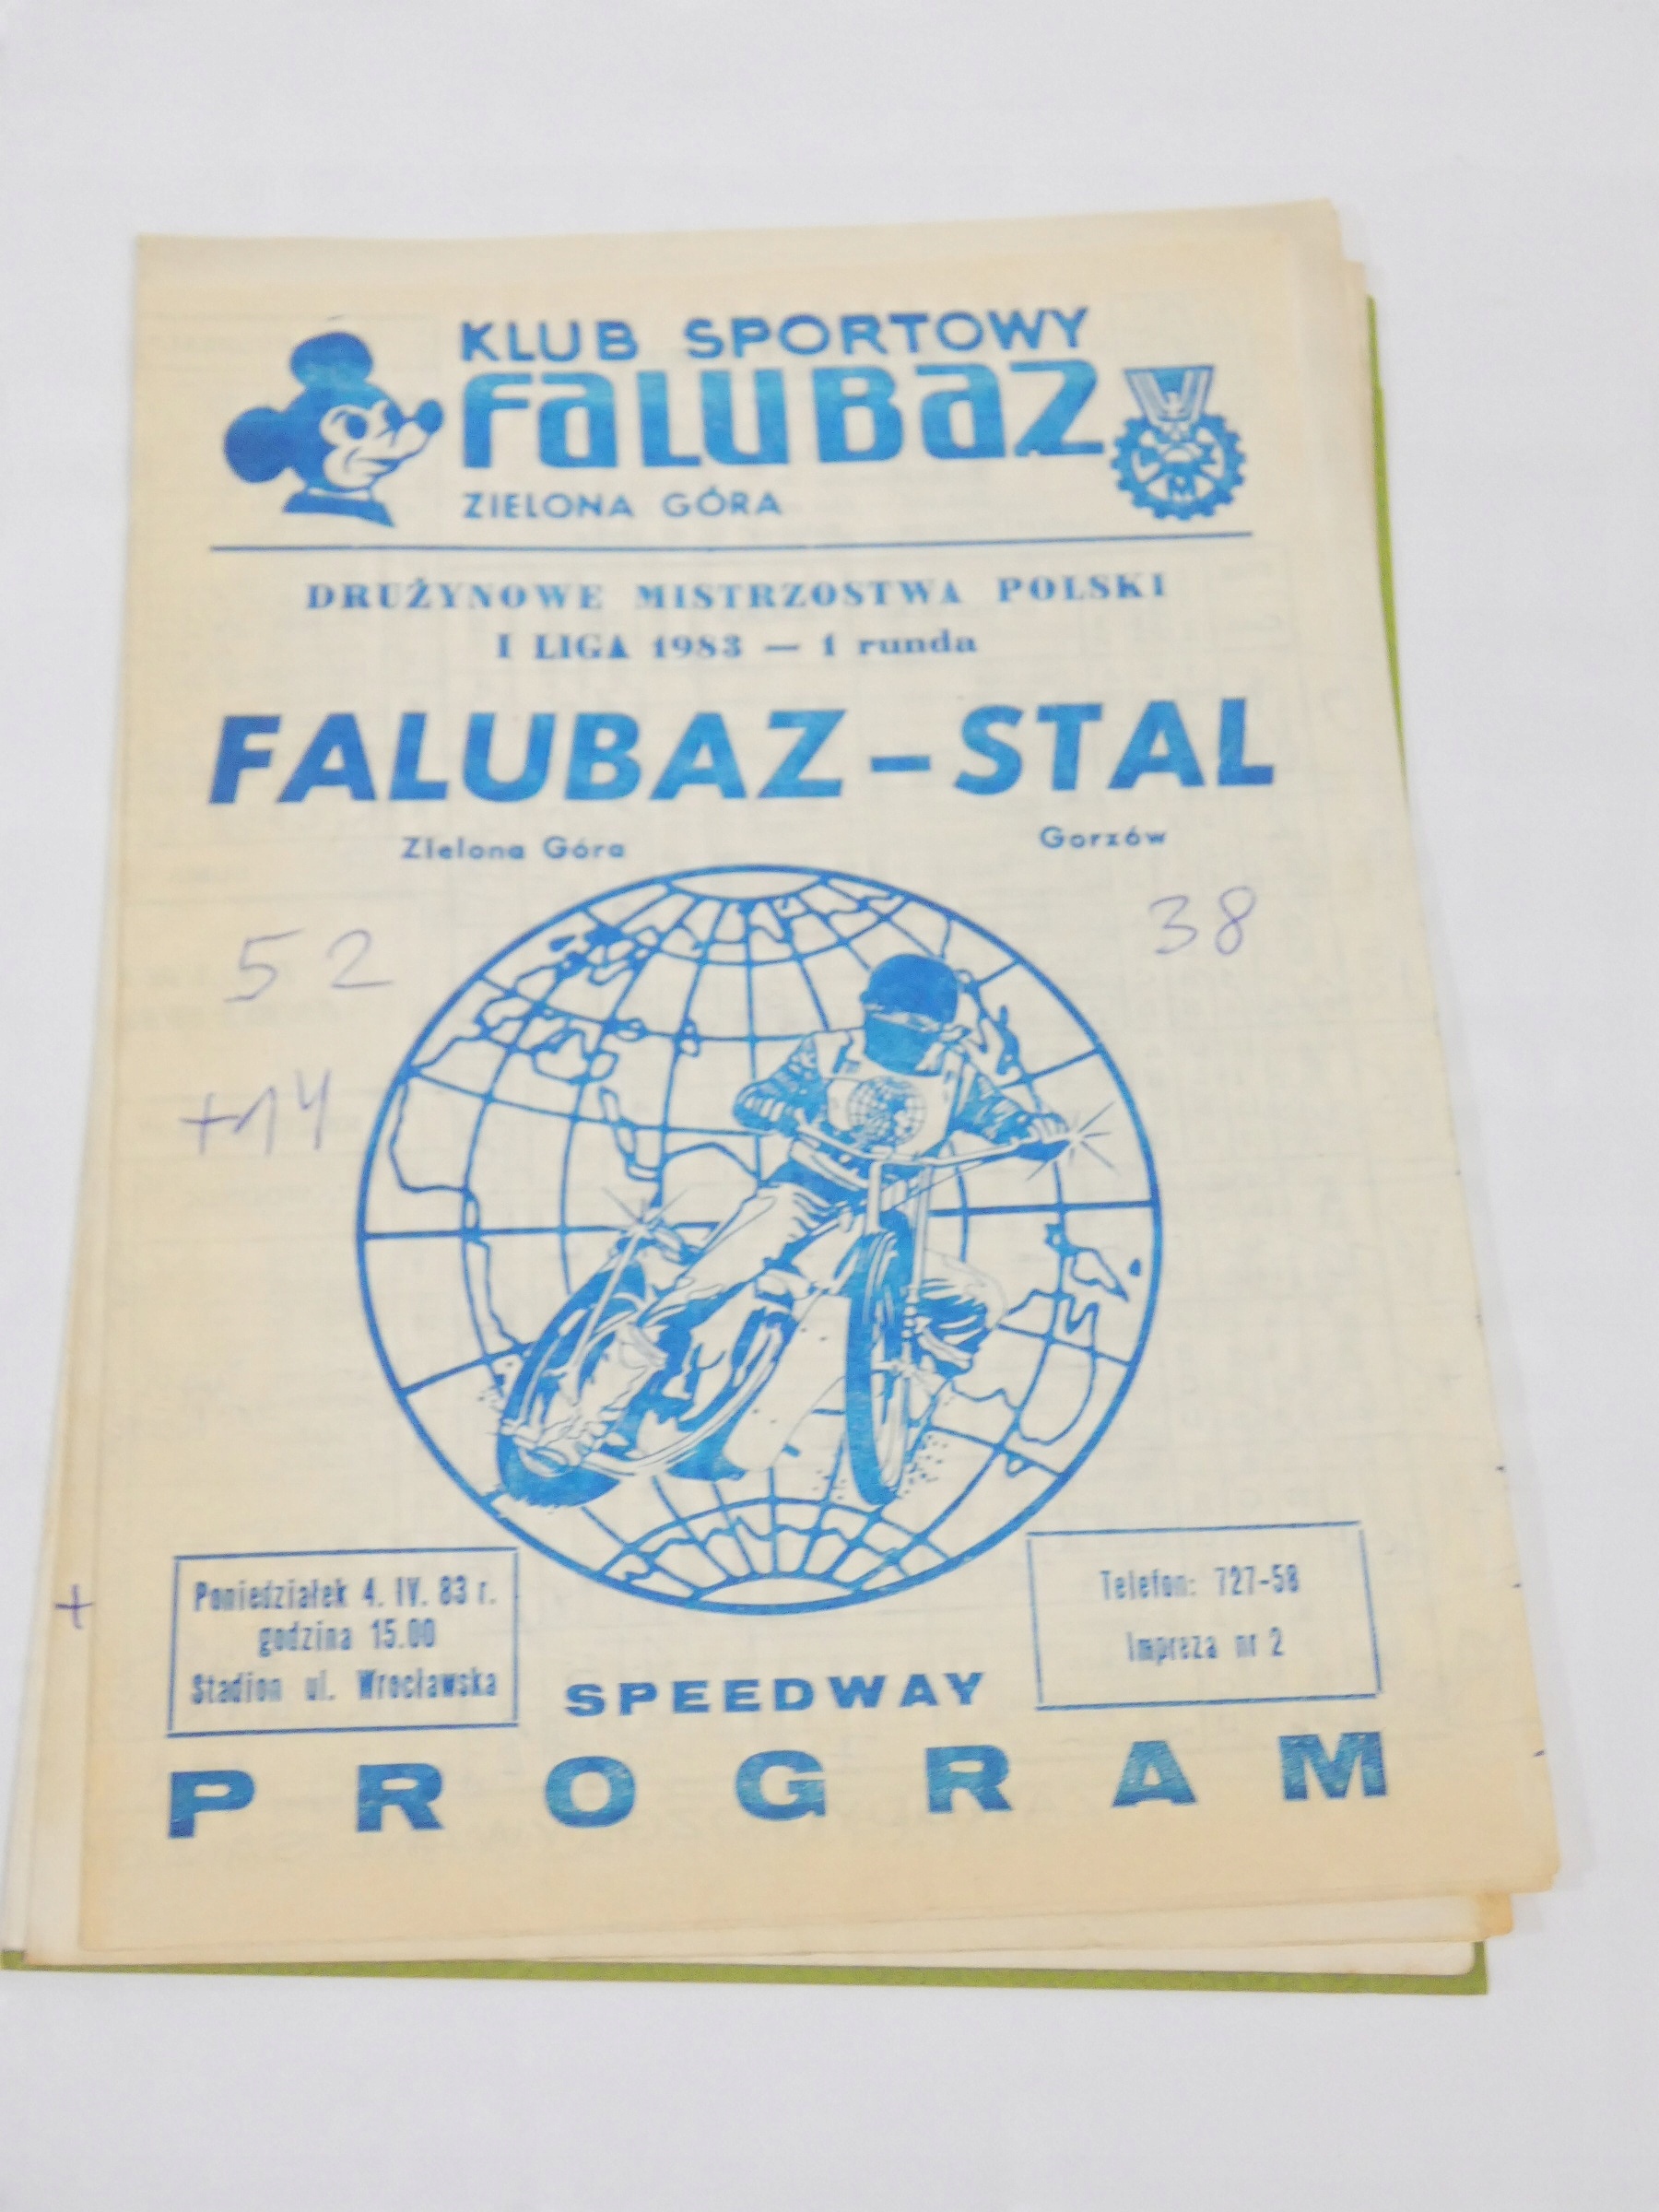 KLUB SPORTOWY
FALUBAZ
ZIELONA GÓRA
DRUŻYNOWE MISTRZOSTWA POLSKI
I LIGA 1983 — 1 runda
FALUBAZ – STAL
Zielona Góra Gorzów
52 38
+14
Poniedziałek 4. IV. 83 r.
godzina 15.00
Stadion ul. Wrocławska
Telefon: 727-58
Impreza nr 2
+
SPEEDWAY
PROGRAM